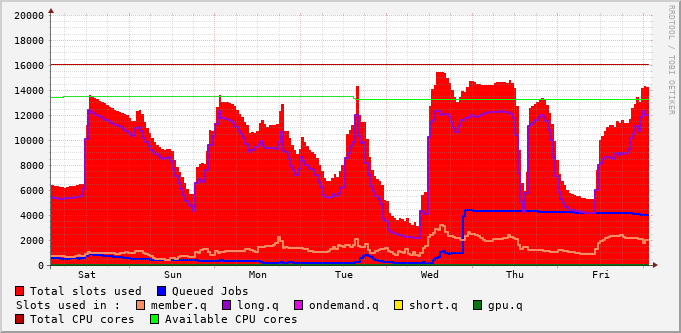 RRDTOOL / TOBI OETIKER
20000
18000
16000
14000
12000
10000
8000
6000
4000
2000
0
Sat Sun Mon Tue Wed Thu Fri
Total slots used Queued Jobs
Slots used in : member.q long.q ondemand.q short.q gpu.q
Total CPU cores Available CPU cores